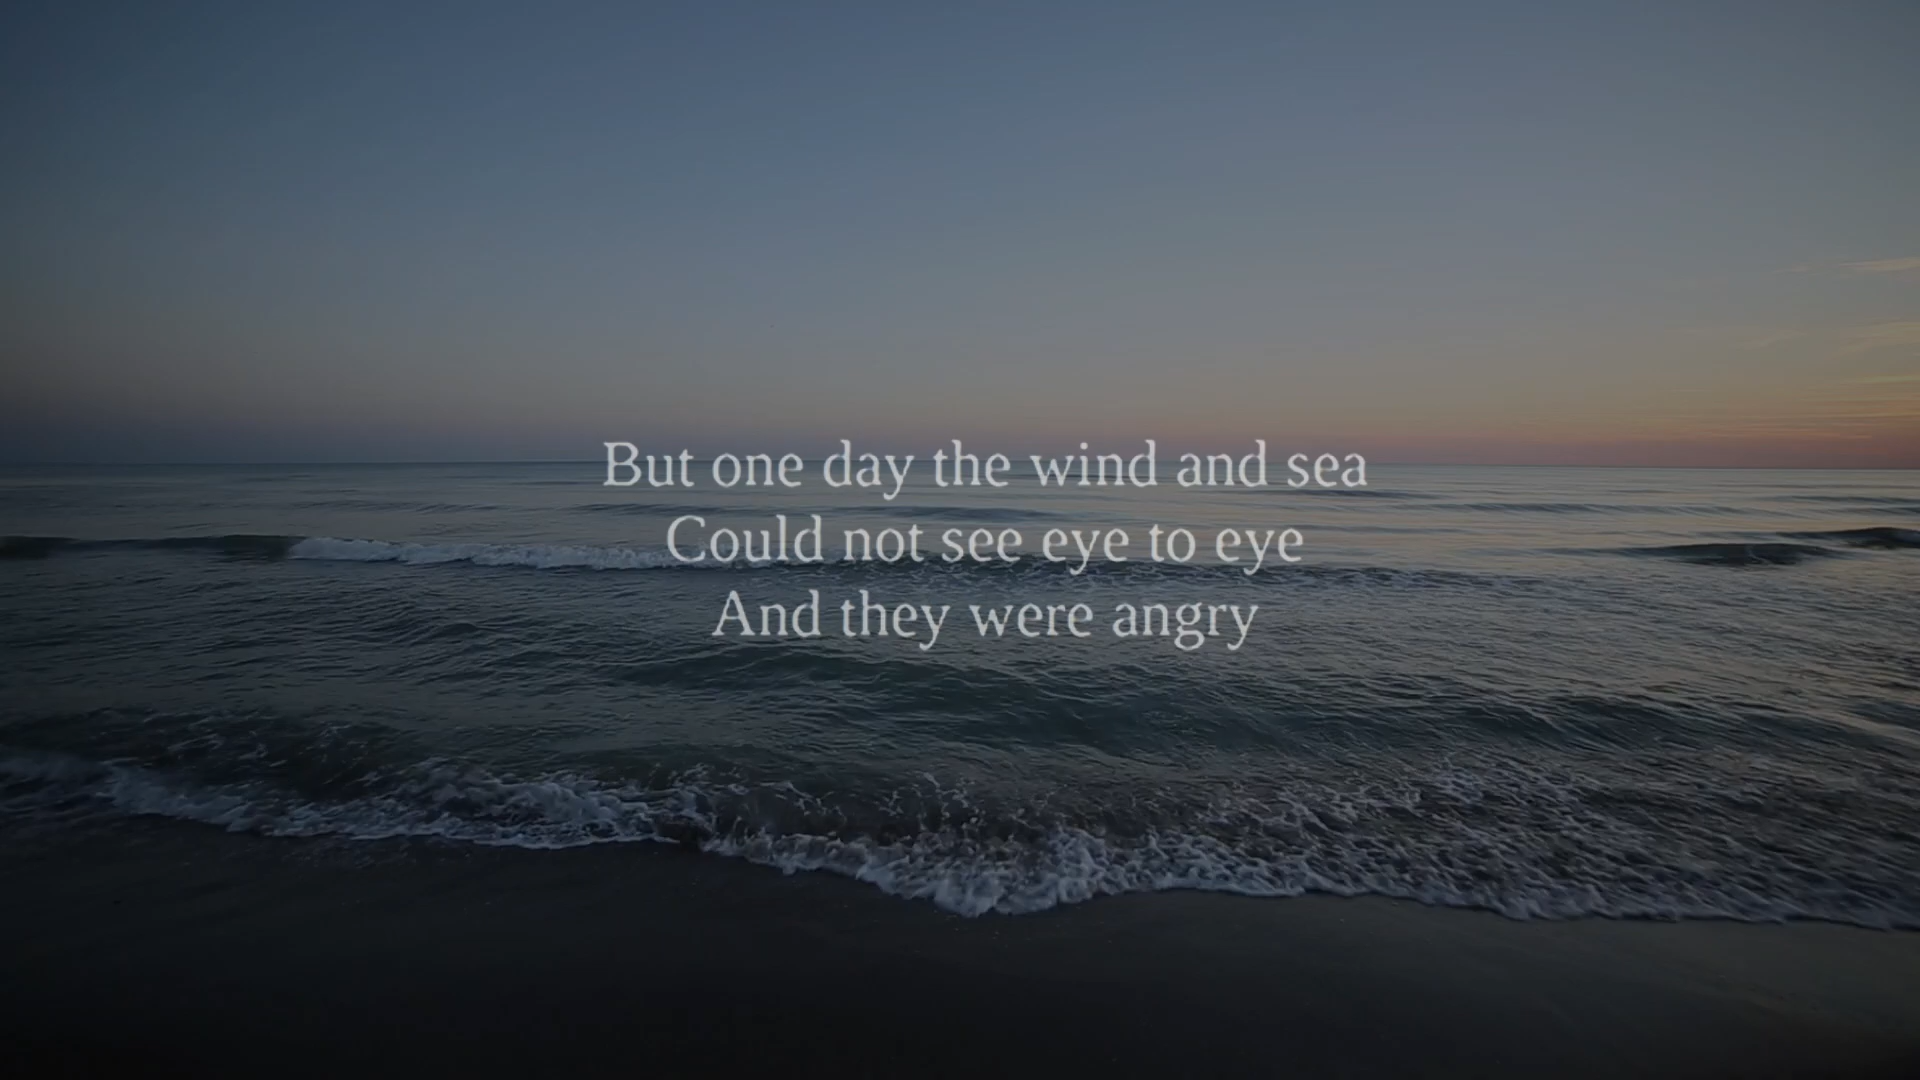 But one day the wind and sea
Could not see eye to eye
And they were angry